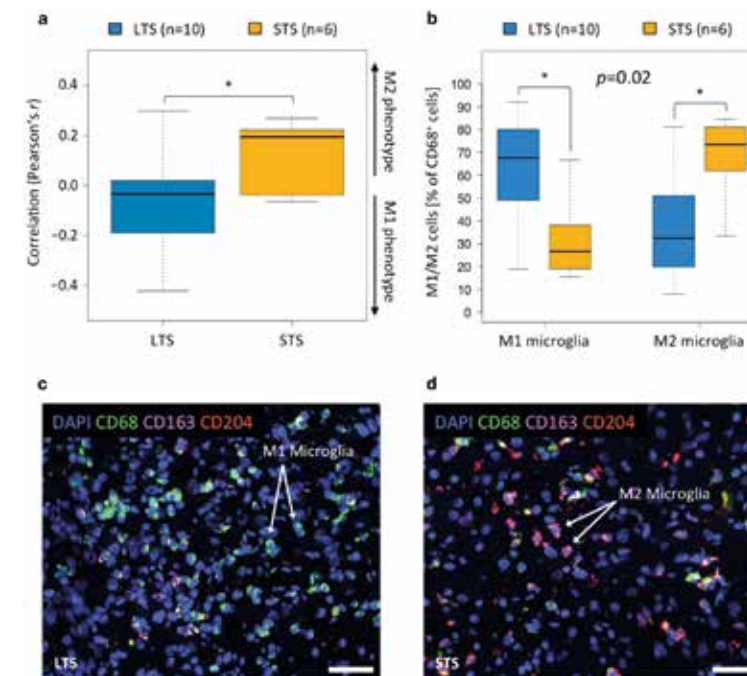 a
LTS (n=10) STS (n=6)
Correlation (Pearson's r)
0.4
0.2
0.0
−0.2
−0.4
*
M2 phenotype
M1 phenotype
LTS STS
b
LTS (n=10) STS (n=6)
M1/M2 cells [% of CD68+ cells]
100
90
80
70
60
50
40
30
20
10
0
* p=0.02 *
M1 microglia M2 microglia
c
DAPI CD68 CD163 CD204
M1 Microglia
LTS
d
DAPI CD68 CD163 CD204
M2 Microglia
STS